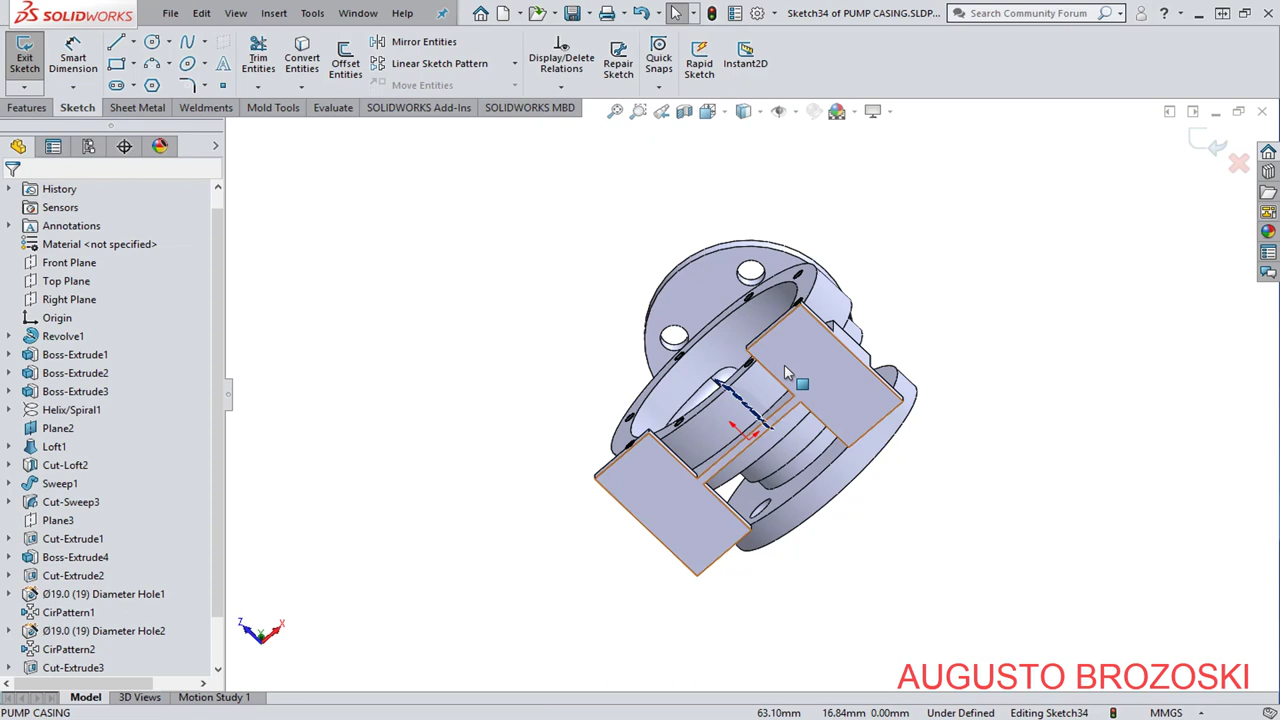 SOLIDWORKS
File
Edit
View
Insert
Tools
Window
Help
Sketch34 of PUMP CASING.SLDP...
Search Community Forum
Exit
Sketch
Smart
Dimension
Trim
Entities
Convert
Entities
Offset
Entities
Mirror Entities
Linear Sketch Pattern
Move Entities
Display/Delete
Relations
Repair
Sketch
Quick
Snaps
Rapid
Sketch
Instant2D
Features
Sketch
Sheet Metal
Weldments
Mold Tools
Evaluate
SOLIDWORKS Add-Ins
SOLIDWORKS MBD
History
Sensors
Annotations
Material <not specified>
Front Plane
Top Plane
Right Plane
Origin
Revolve1
Boss-Extrude1
Boss-Extrude2
Boss-Extrude3
Helix/Spiral1
Plane2
Loft1
Cut-Loft2
Sweep1
Cut-Sweep3
Plane3
Cut-Extrude1
Boss-Extrude4
Cut-Extrude2
Ø19.0 (19) Diameter Hole1
CirPattern1
Ø19.0 (19) Diameter Hole2
CirPattern2
Cut-Extrude3
Z
Y
X
AUGUSTO BROZOSKI
Model
3D Views
Motion Study 1
PUMP CASING
63.10mm
16.84mm
0.00mm
Under Defined
Editing Sketch34
MMGS